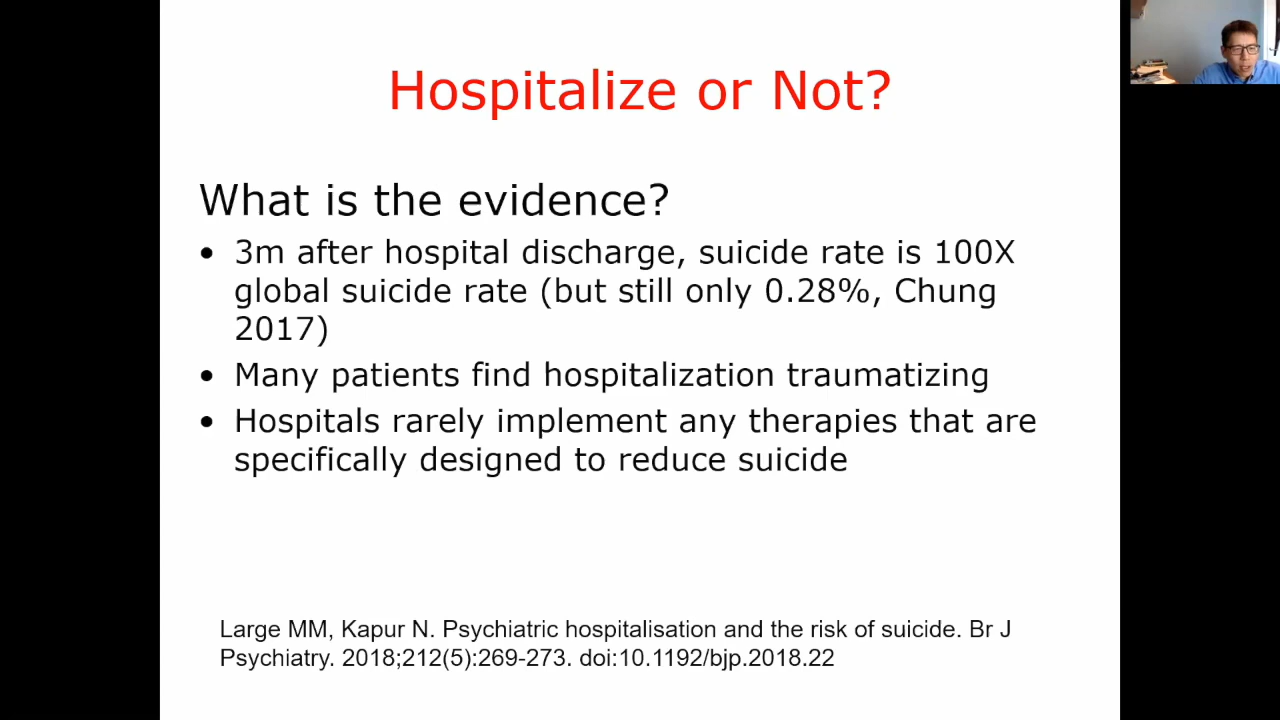 Hospitalize or Not?
What is the evidence?
• 3m after hospital discharge, suicide rate is 100X
global suicide rate (but still only 0.28%, Chung
2017)
• Many patients find hospitalization traumatizing
• Hospitals rarely implement any therapies that are
specifically designed to reduce suicide
Large MM, Kapur N. Psychiatric hospitalisation and the risk of suicide. Br J
Psychiatry. 2018;212(5):269-273. doi:10.1192/bjp.2018.22